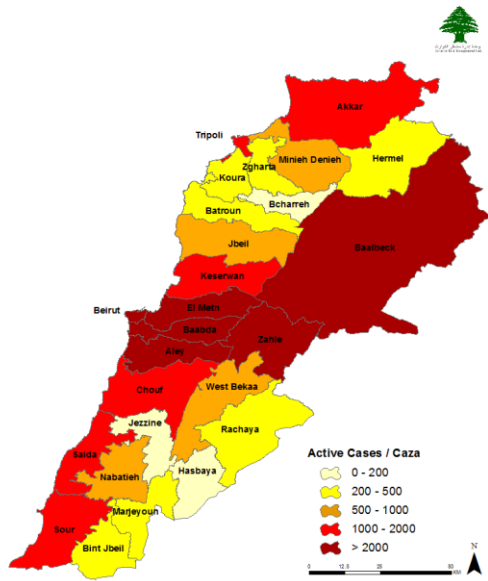 Akkar
Tripoli
Zgharta
Minieh Denieh
Hermel
Koura
Bcharreh
Batroun
Jbeil
Baalbeck
Keserwan
Beirut
El Metn
Baabda
Zahle
Aley
Chouf
West Bekaa
Jezzine
Rachaya
Saida
Hasbaya
Nabatieh
Marjeyoun
Sour
Bint Jbeil
Active Cases / Caza
0 - 200
200 - 500
500 - 1000
1000 - 2000
> 2000
N
0
KM